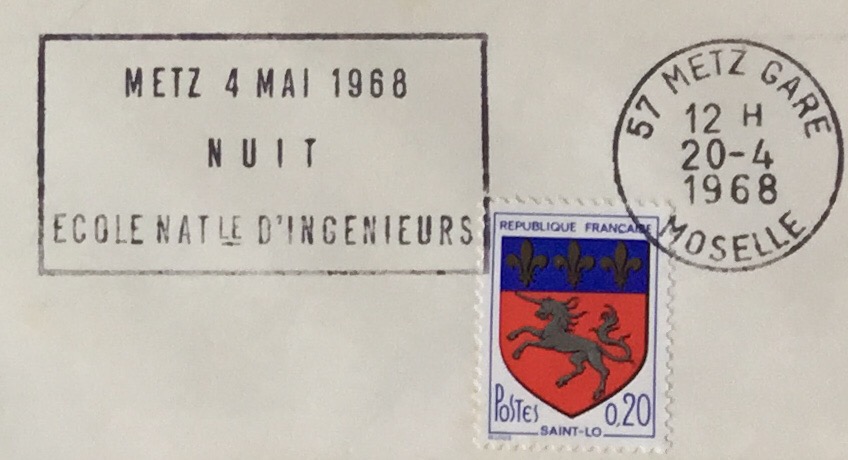 METZ 4 MAI 1968
NUIT
ECOLE NATLE D'INGENIEURS
57 METZ GARE
12 H
20-4
1968
MOSELLE
REPUBLIQUE FRANCAISE
POSTES 0,20
SAINT-LO